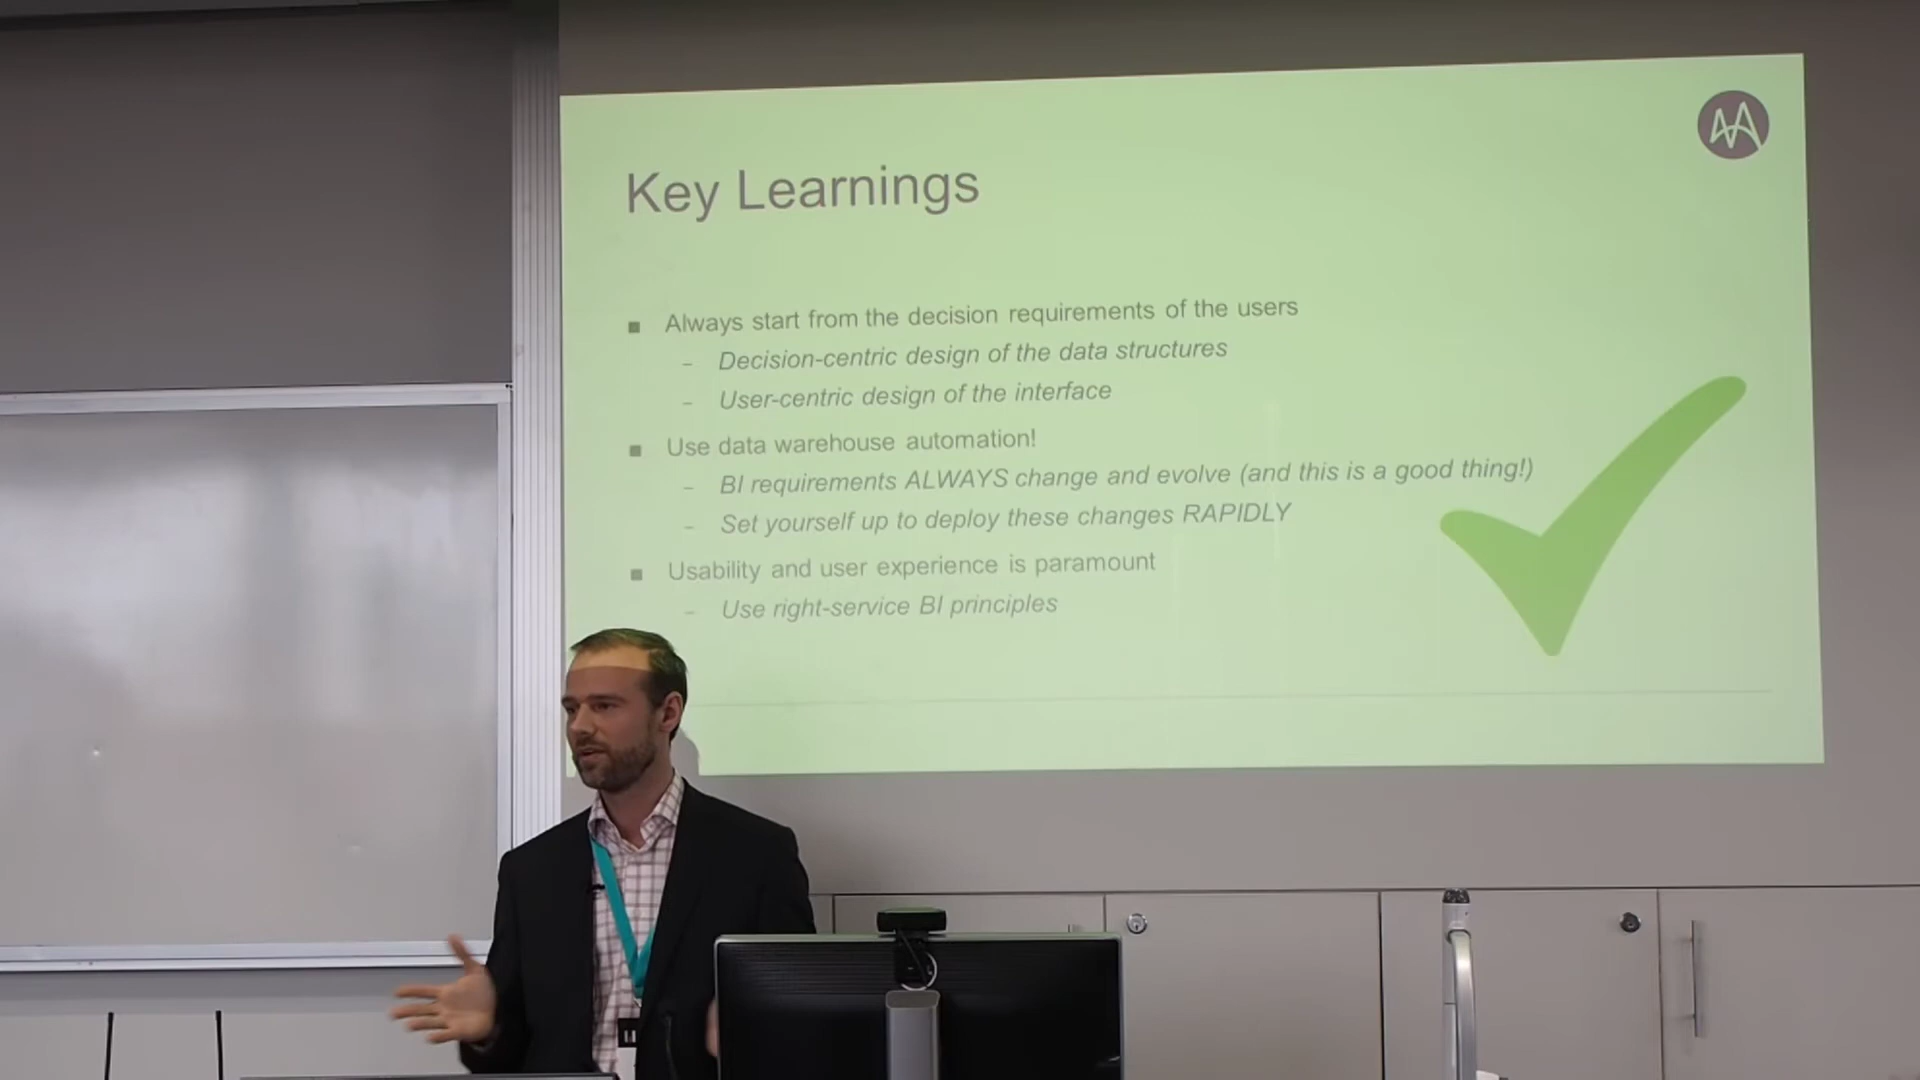 Key Learnings
Always start from the decision requirements of the users
- Decision-centric design of the data structures
- User-centric design of the interface
Use data warehouse automation!
- BI requirements ALWAYS change and evolve (and this is a good thing!)
- Set yourself up to deploy these changes RAPIDLY
Usability and user experience is paramount
- Use right-service BI principles